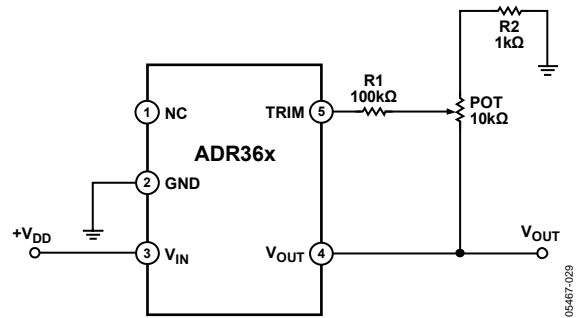 R2
1kΩ
R1
100kΩ
1 NC
TRIM 5
POT
10kΩ
ADR36x
2 GND
+VDD
3 VIN
VOUT 4
VOUT
05467-029